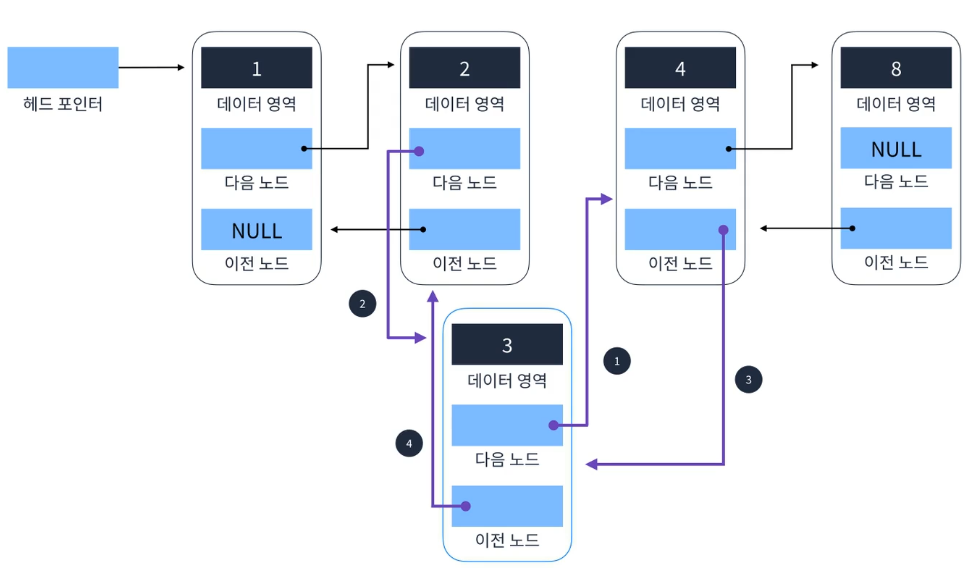 헤드 포인터
1
데이터 영역
다음 노드
NULL
이전 노드
2
데이터 영역
다음 노드
이전 노드
4
데이터 영역
다음 노드
이전 노드
8
데이터 영역
NULL
다음 노드
이전 노드
2
4
3
데이터 영역
다음 노드
이전 노드
1
3